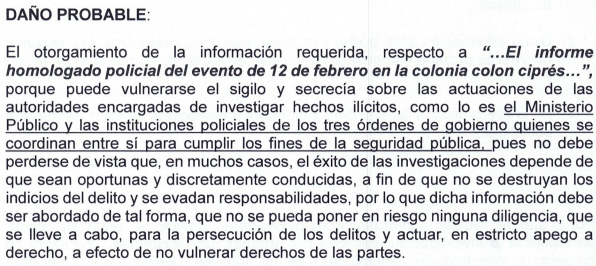 DAÑO PROBABLE:
El otorgamiento de la información requerida, respecto a “…El informe
homologado policial del evento de 12 de febrero en la colonia colon ciprés…”,
porque puede vulnerarse el sigilo y secrecía sobre las actuaciones de las
autoridades encargadas de investigar hechos ilícitos, como lo es el Ministerio
Público y las instituciones policiales de los tres órdenes de gobierno quienes se
coordinan entre sí para cumplir los fines de la seguridad pública, pues no debe
perderse de vista que, en muchos casos, el éxito de las investigaciones depende de
que sean oportunas y discretamente conducidas, a fin de que no se destruyan los
indicios del delito y se evadan responsabilidades, por lo que dicha información debe
ser abordado de tal forma, que no se pueda poner en riesgo ninguna diligencia, que
se lleve a cabo, para la persecución de los delitos y actuar, en estricto apego a
derecho, a efecto de no vulnerar derechos de las partes.